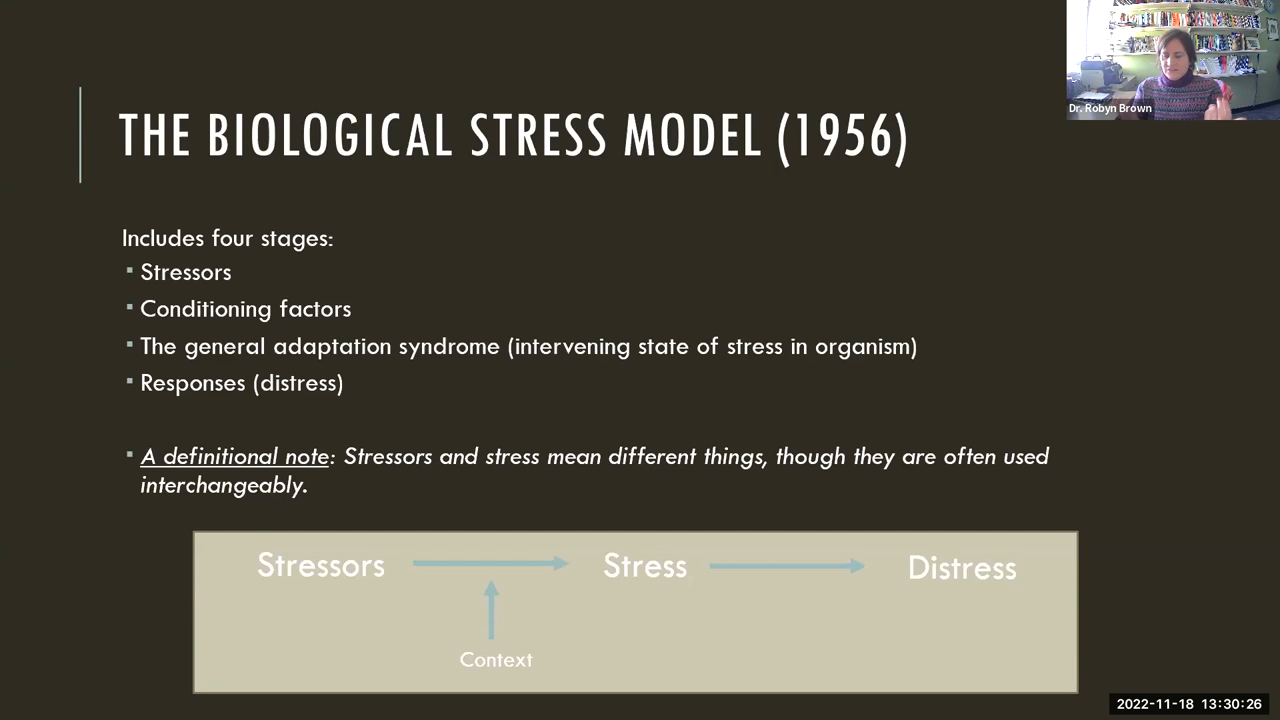 Dr. Robyn Brown
THE BIOLOGICAL STRESS MODEL (1956)
Includes four stages:
▪ Stressors
▪ Conditioning factors
▪ The general adaptation syndrome (intervening state of stress in organism)
▪ Responses (distress)
▪ A definitional note: Stressors and stress mean different things, though they are often used
interchangeably.
Stressors Stress Distress
Context
2022-11-18 13:30:26